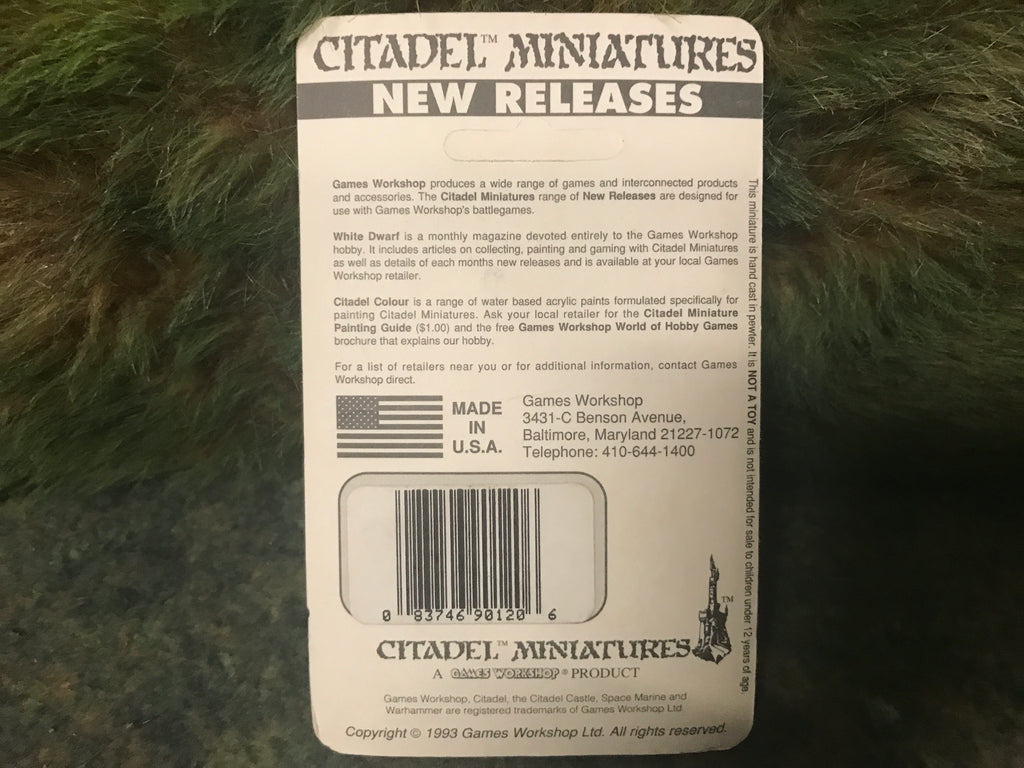 CITADEL™ MINIATURES
NEW RELEASES
Games Workshop produces a wide range of games and interconnected products
and accessories. The Citadel Miniatures range of New Releases are designed for
use with Games Workshop's battlegames.
White Dwarf is a monthly magazine devoted entirely to the Games Workshop
hobby. It includes articles on collecting, painting and gaming with Citadel Miniatures
as well as details of each months new releases and is available at your local Games
Workshop retailer.
Citadel Colour is a range of water based acrylic paints formulated specifically for
painting Citadel Miniatures. Ask your local retailer for the Citadel Miniature
Painting Guide ($1.00) and the free Games Workshop World of Hobby Games
brochure that explains our hobby.
For a list of retailers near you or for additional information, contact Games
Workshop direct.
MADE
IN
U.S.A.
Games Workshop
3431-C Benson Avenue,
Baltimore, Maryland 21227-1072
Telephone: 410-644-1400
This miniature is hand cast in pewter. It is NOT A TOY and is not intended for sale to children under 12 years of age.
0 83746 90120 6
CITADEL™ MINIATURES
™
A GAMES WORKSHOP® PRODUCT
Games Workshop, Citadel, the Citadel Castle, Space Marine and
Warhammer are registered trademarks of Games Workshop Ltd
Copyright © 1993 Games Workshop Ltd. All rights reserved.